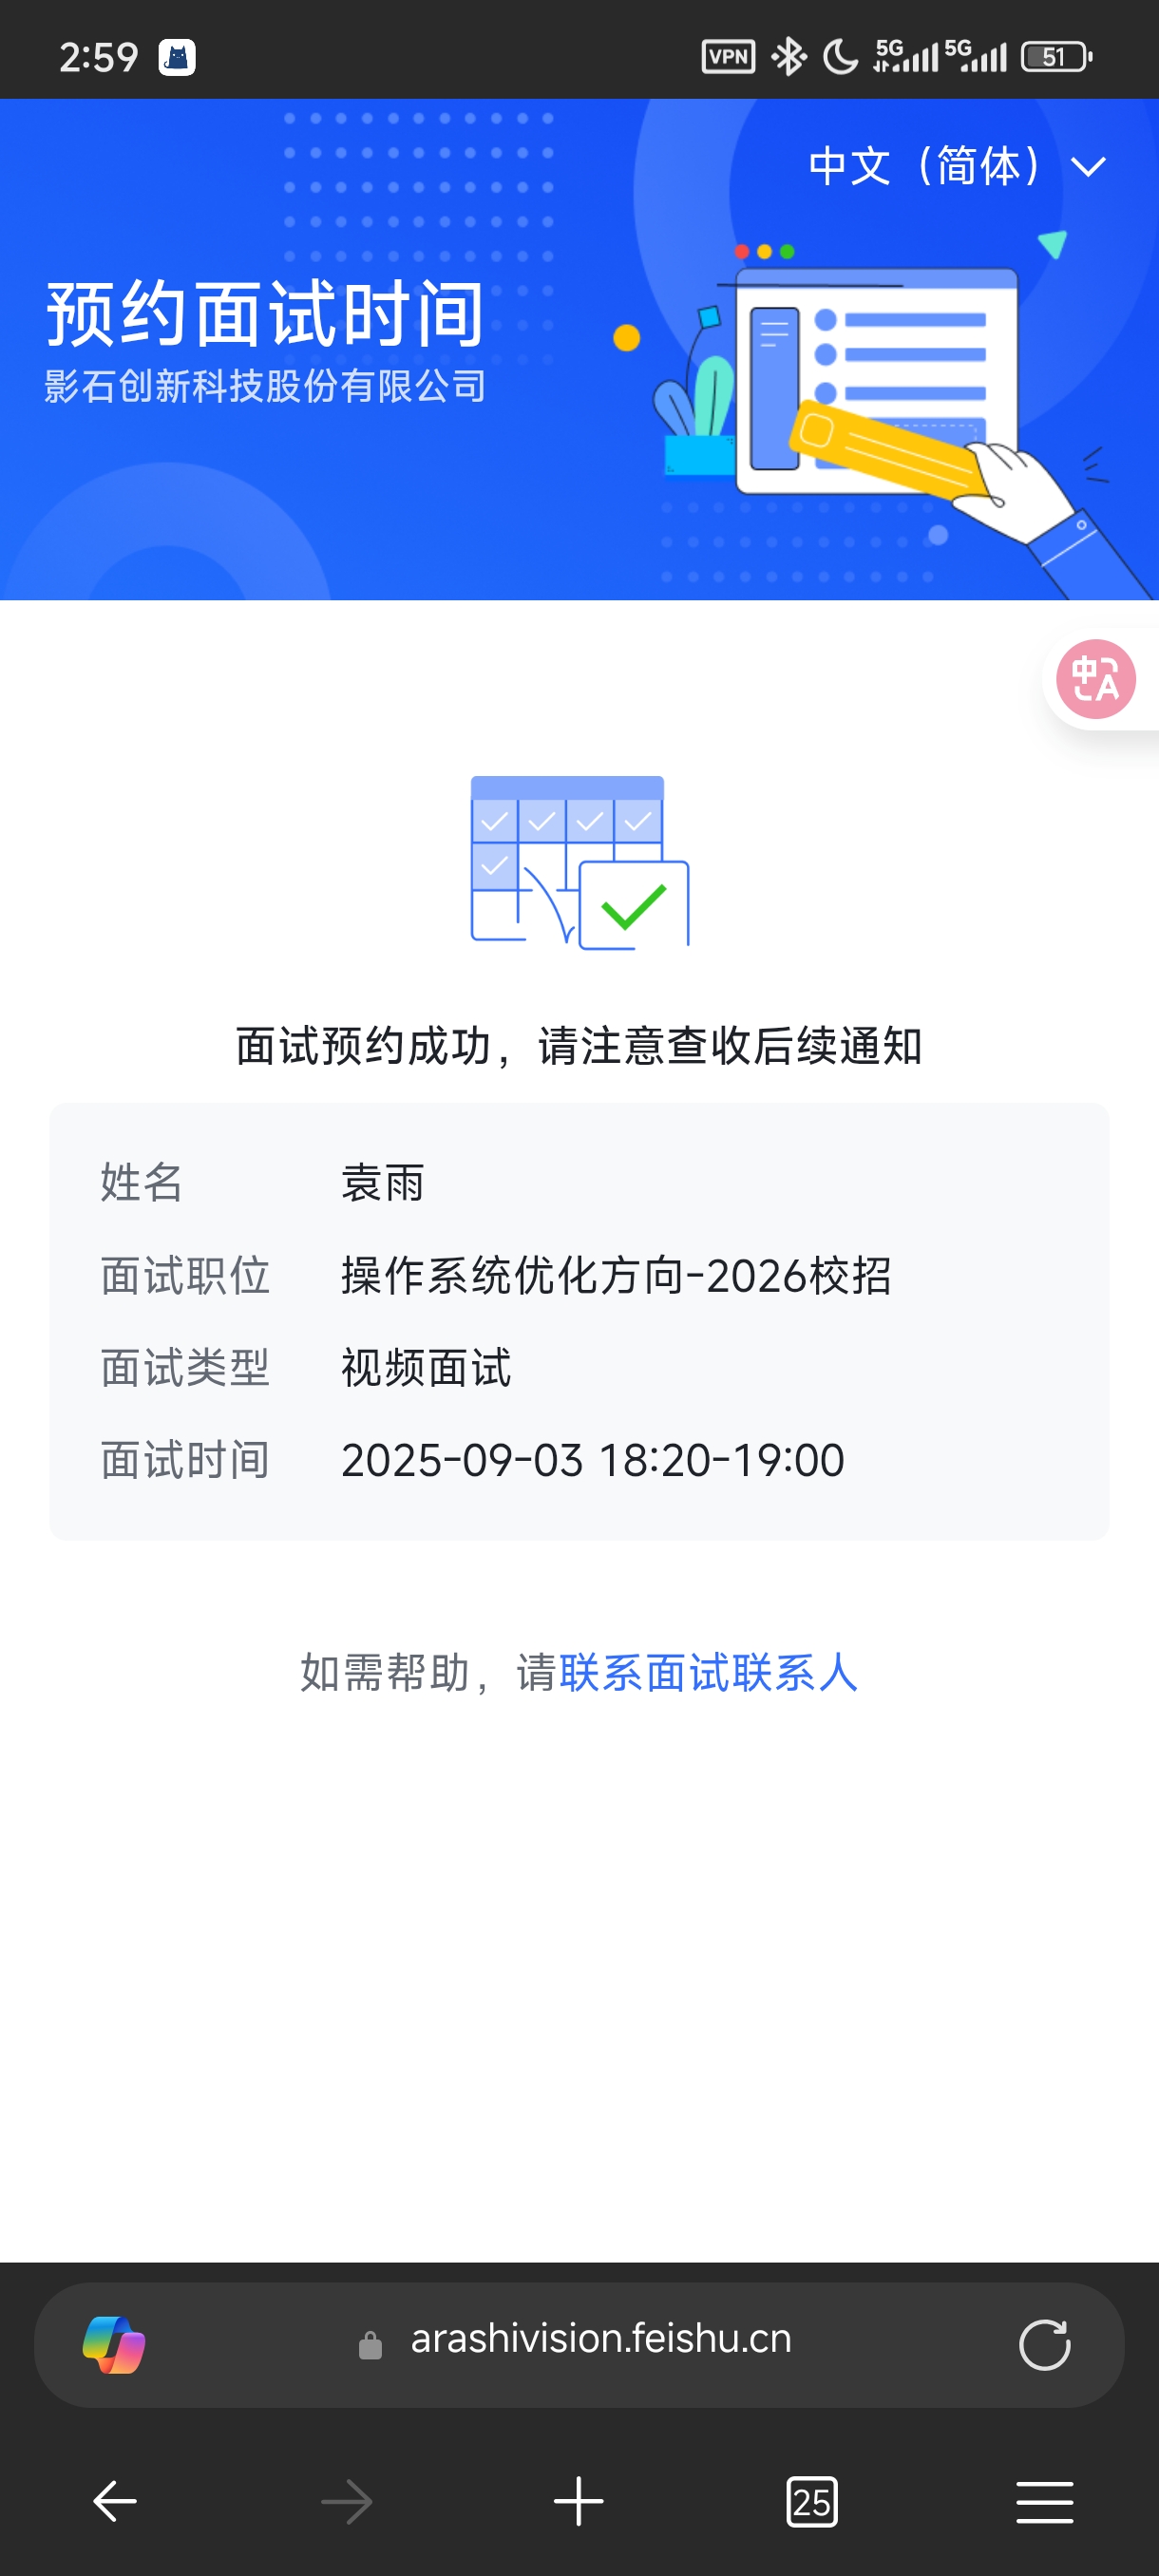 2:59
VPN 5G 5G 51
中文（简体）
预约面试时间
影石创新科技股份有限公司
中A
面试预约成功，请注意查收后续通知
姓名 袁雨
面试职位 操作系统优化方向-2026校招
面试类型 视频面试
面试时间 2025-09-03 18:20-19:00
如需帮助，请联系面试联系人
arashivision.feishu.cn
25